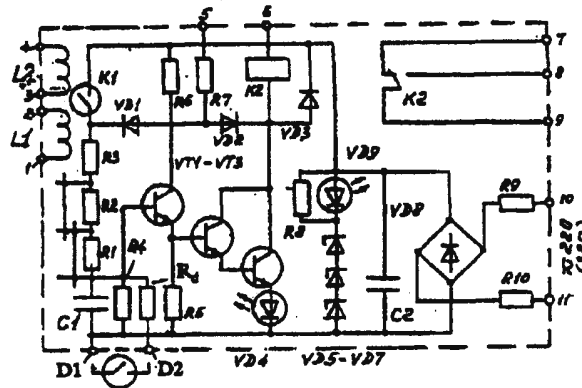 5
6
7
L2
K1
R6
R7
K2
8
K2
3
VD1
VD2
VD3
9
L1
1
R3
VT1-VT3
VD9
R2
R9
10
R8
VD8
R1
R4
Rd
C1
R5
C2
R10
11
D1
D2
VD4
VD5-VD7